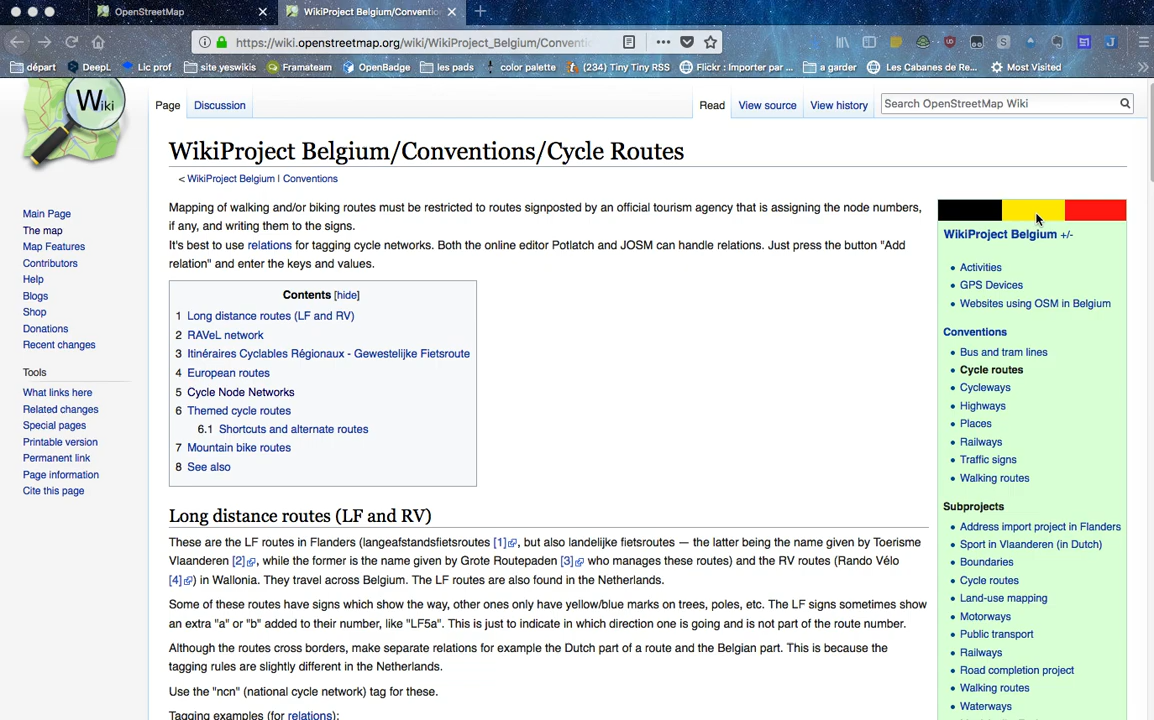 OpenStreetMap
WikiProject Belgium/Conventio
https://wiki.openstreetmap.org/wiki/WikiProject_Belgium/Conventi
départ
DeepL
Lic prof
site yeswikis
Framateam
OpenBadge
les pads
color palette
(234) Tiny Tiny RSS
Flickr : Importer par ...
a garder
Les Cabanes de Re...
Most Visited
Wiki
Page
Discussion
Read
View source
View history
Search OpenStreetMap Wiki
WikiProject Belgium/Conventions/Cycle Routes
< WikiProject Belgium | Conventions
Main Page
The map
Map Features
Contributors
Help
Blogs
Shop
Donations
Recent changes
Tools
What links here
Related changes
Special pages
Printable version
Permanent link
Page information
Cite this page
Mapping of walking and/or biking routes must be restricted to routes signposted by an official tourism agency that is assigning the node numbers,
if any, and writing them to the signs.
It's best to use relations for tagging cycle networks. Both the online editor Potlatch and JOSM can handle relations. Just press the button "Add
relation" and enter the keys and values.
Contents [hide]
1 Long distance routes (LF and RV)
2 RAVeL network
3 Itinéraires Cyclables Régionaux - Gewestelijke Fietsroute
4 European routes
5 Cycle Node Networks
6 Themed cycle routes
6.1 Shortcuts and alternate routes
7 Mountain bike routes
8 See also
Long distance routes (LF and RV)
These are the LF routes in Flanders (langeafstandsfietsroutes [1], but also landelijke fietsroutes — the latter being the name given by Toerisme
Vlaanderen [2], while the former is the name given by Grote Routepaden [3] who manages these routes) and the RV routes (Rando Vélo
[4]) in Wallonia. They travel across Belgium. The LF routes are also found in the Netherlands.
Some of these routes have signs which show the way, other ones only have yellow/blue marks on trees, poles, etc. The LF signs sometimes show
an extra "a" or "b" added to their number, like "LF5a". This is just to indicate in which direction one is going and is not part of the route number.
Although the routes cross borders, make separate relations for example the Dutch part of a route and the Belgian part. This is because the
tagging rules are slightly different in the Netherlands.
Use the "ncn" (national cycle network) tag for these.
Tagging examples (for relations):
WikiProject Belgium +/-
Activities
GPS Devices
Websites using OSM in Belgium
Conventions
Bus and tram lines
Cycle routes
Cycleways
Highways
Places
Railways
Traffic signs
Walking routes
Subprojects
Address import project in Flanders
Sport in Vlaanderen (in Dutch)
Boundaries
Cycle routes
Land-use mapping
Motorways
Public transport
Railways
Road completion project
Walking routes
Waterways